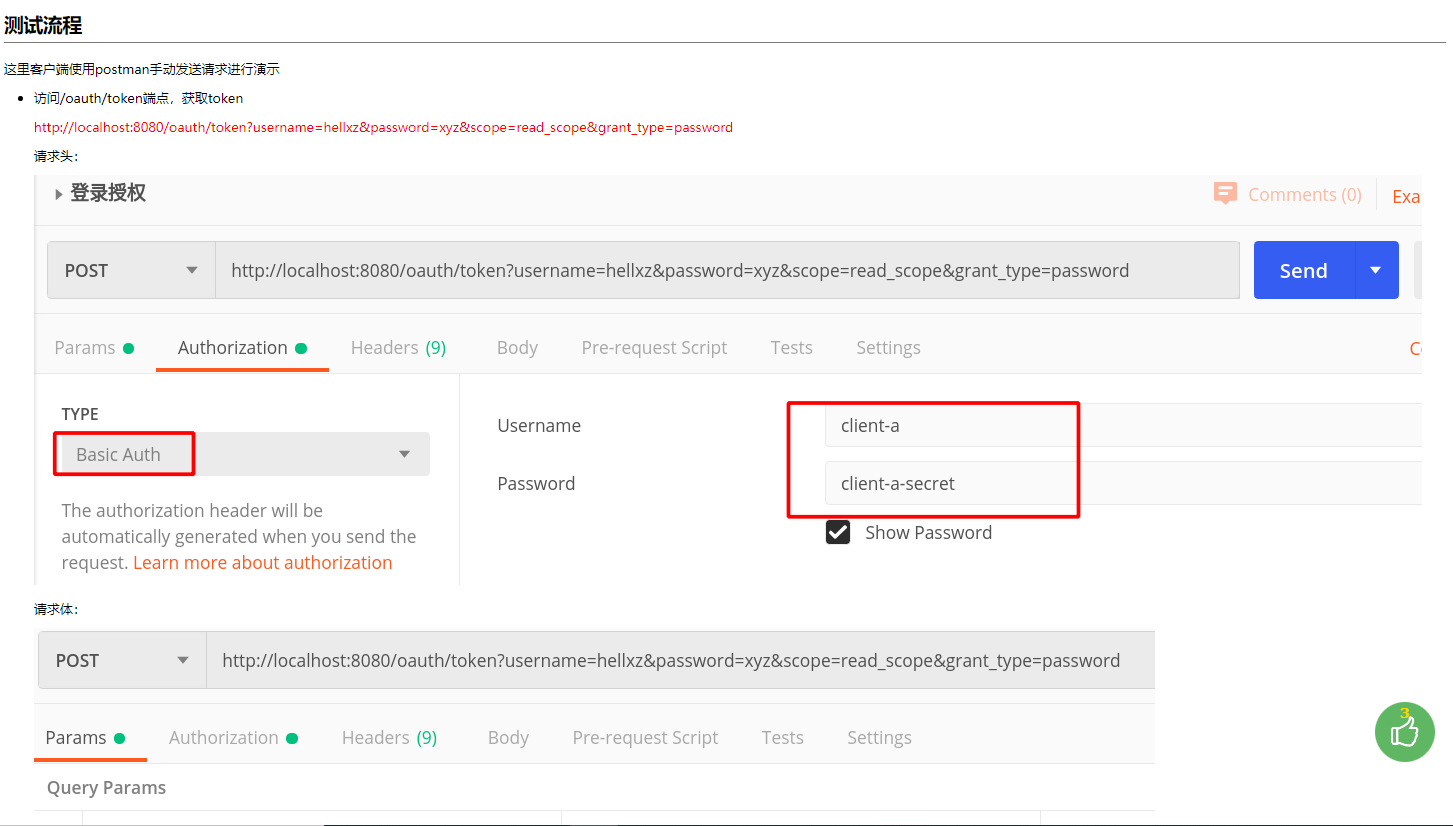 测试流程
这里客户端使用postman手动发送请求进行演示
访问/oauth/token端点，获取token
http://localhost:8080/oauth/token?username=hellxz&password=xyz&scope=read_scope&grant_type=password
请求头：
登录授权
Comments (0)
Exa
POST
http://localhost:8080/oauth/token?username=hellxz&password=xyz&scope=read_scope&grant_type=password
Send
Params
Authorization
Headers (9)
Body
Pre-request Script
Tests
Settings
TYPE
Basic Auth
The authorization header will be
automatically generated when you send the
request. Learn more about authorization
Username
client-a
Password
client-a-secret
Show Password
请求体：
POST
http://localhost:8080/oauth/token?username=hellxz&password=xyz&scope=read_scope&grant_type=password
3
Params
Authorization
Headers (9)
Body
Pre-request Script
Tests
Settings
Query Params